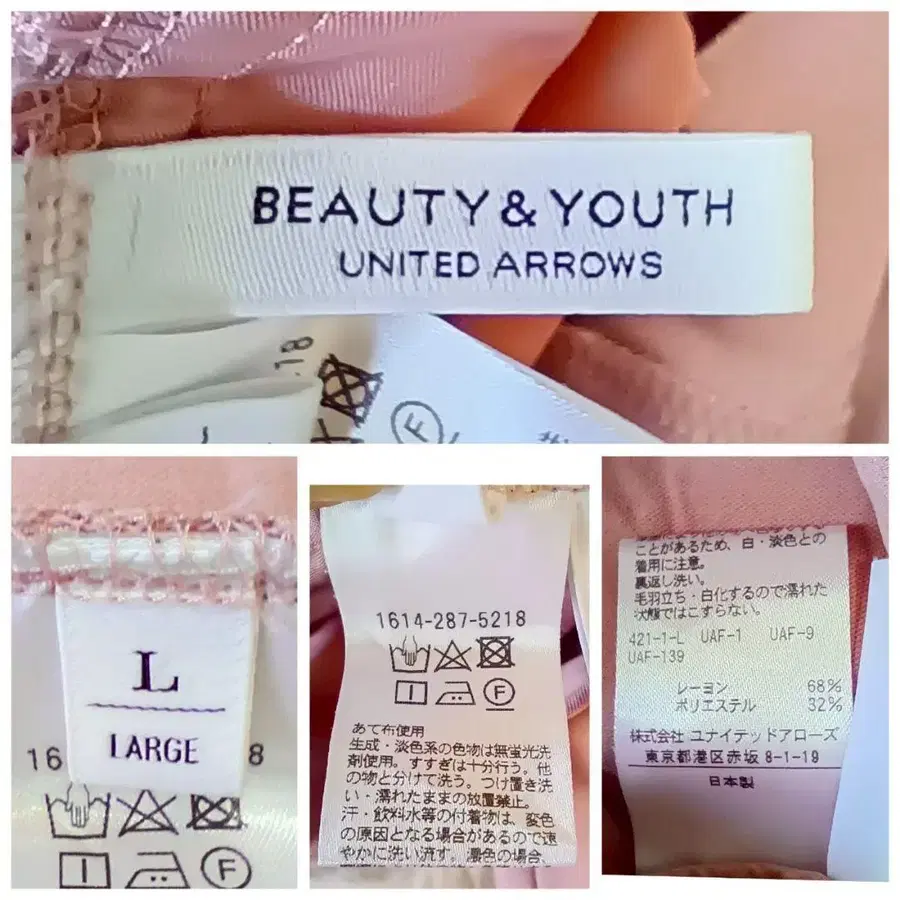 BEAUTY & YOUTH
UNITED ARROWS
18
F
L
LARGE
16
8
F
1614-287-5218
F
あて布使用
生成・淡色系の色物は無蛍光洗
剤使用。すすぎは十分行う。他
の物と分けて洗う。つけ置き洗
い・濡れたままの放置禁止。
汗・飲料水等の付着物は、変色
の原因となる場合があるので速
やかに洗い流す。濃色の場合、
ことがあるため、白・淡色との
着用に注意。
裏返し洗い。
毛羽立ち・白化するので濡れた
状態ではこすらない。
421-1-L UAF-1 UAF-9
UAF-139
レーヨン 68%
ポリエステル 32%
株式会社 ユナイテッドアローズ
東京都港区赤坂 8-1-19
日本製